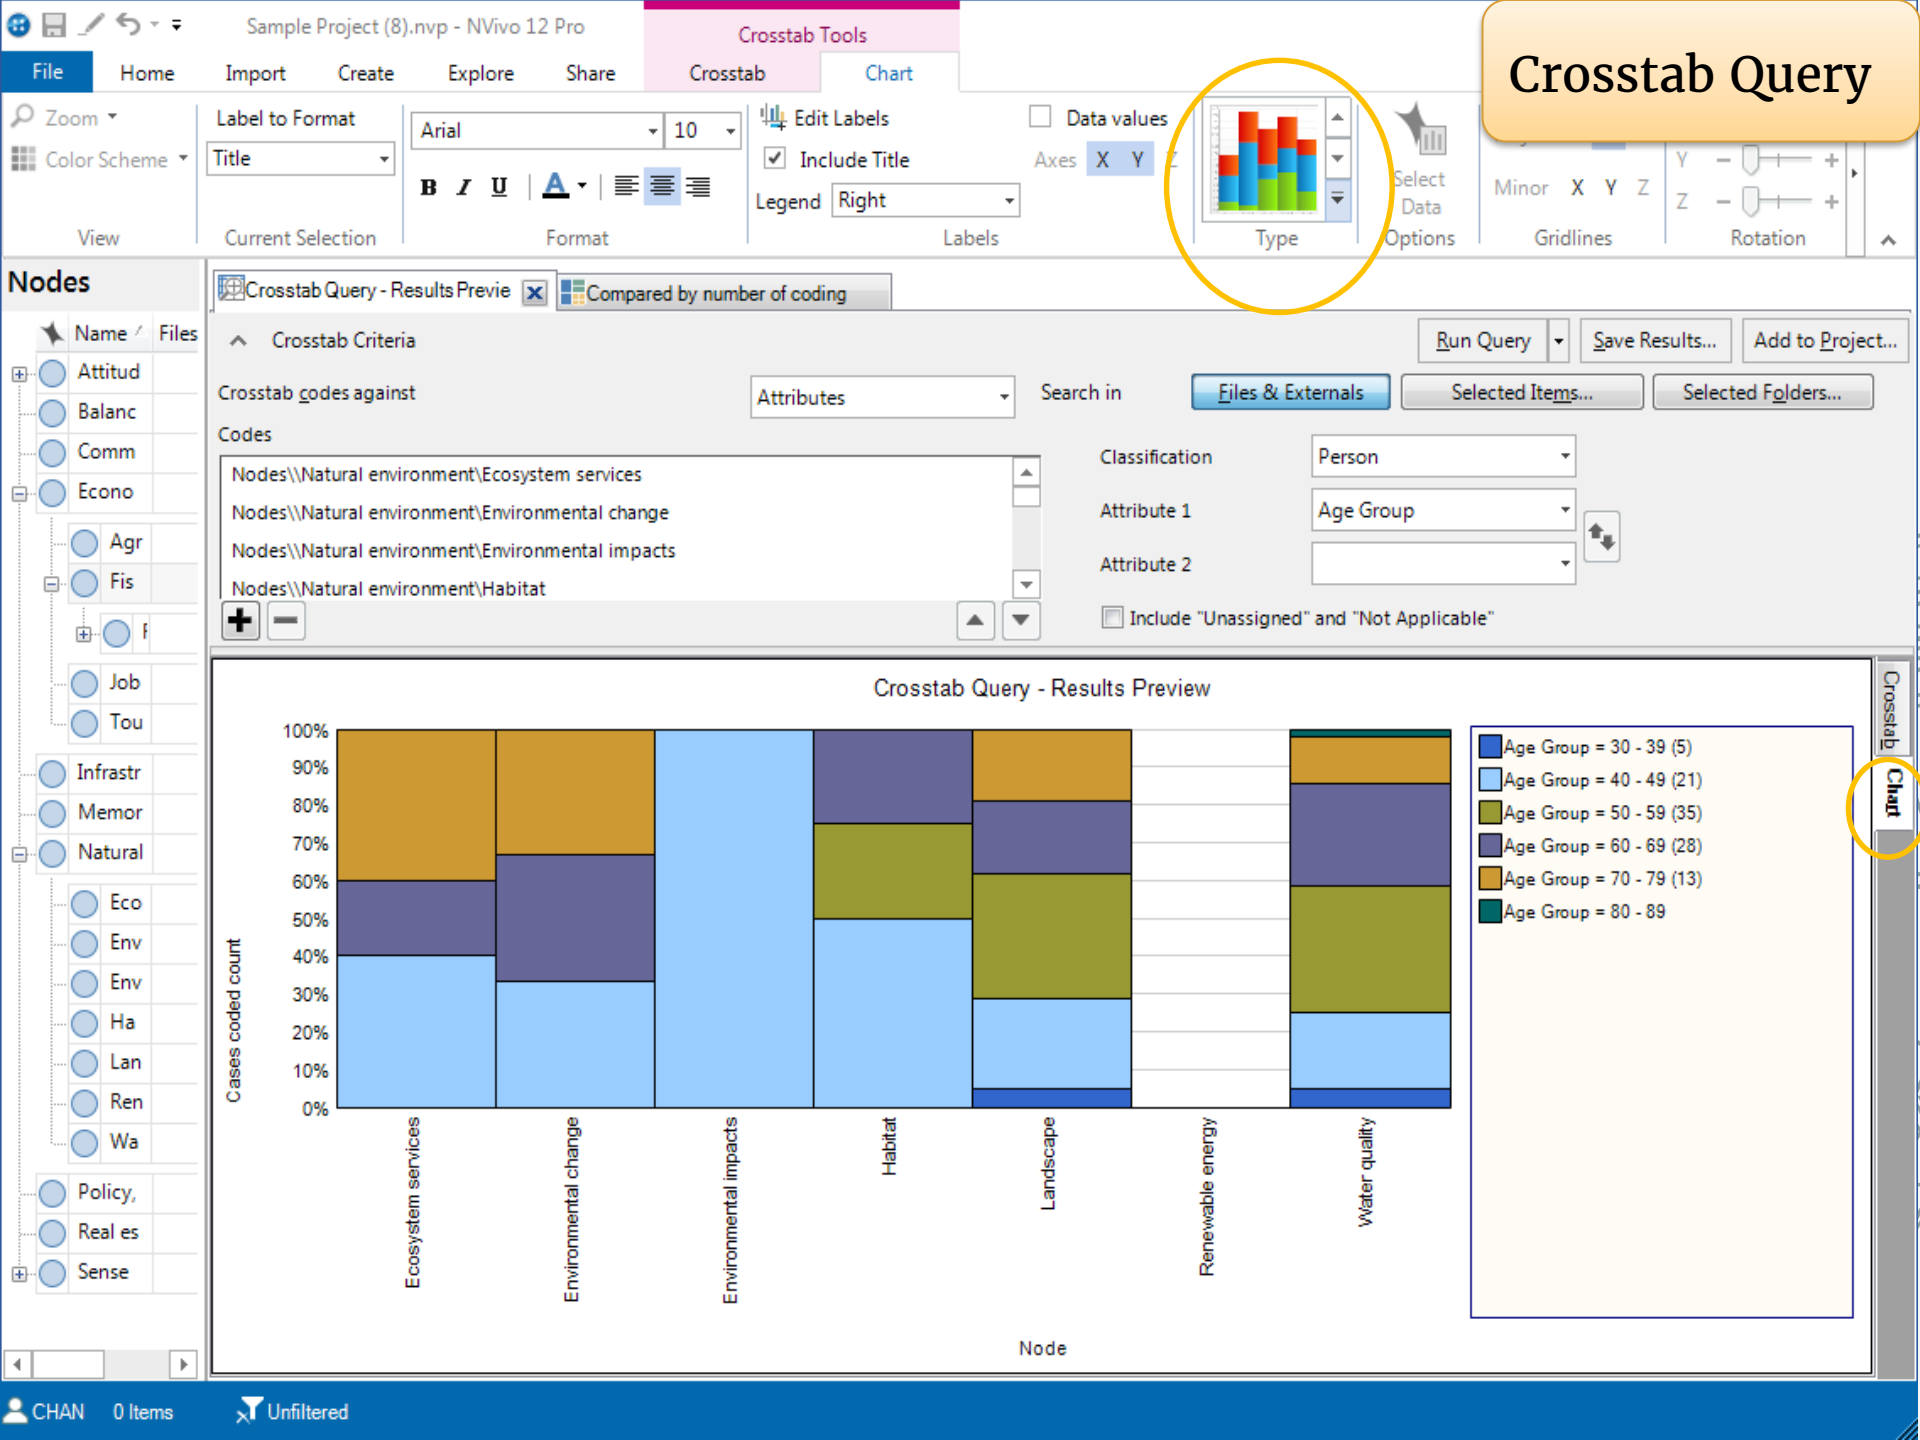 Sample Project (8).nvp - NVivo 12 Pro
Crosstab Tools
Crosstab Query
File Home Import Create Explore Share Crosstab Chart
Zoom
Color Scheme
View
Label to Format
Title
Current Selection
Arial 10
B I U A
Format
Edit Labels
Include Title
Legend Right
Data values
Axes X Y Z
Labels
Type
Select
Data
Options
Minor X Y Z
Gridlines
Y
Z
Rotation
Nodes
Name Files
Attitud
Balanc
Comm
Econo
Agr
Fis
Job
Tou
Infrastr
Memor
Natural
Eco
Env
Env
Ha
Lan
Ren
Wa
Policy,
Real es
Sense
Crosstab Query - Results Previe
Compared by number of coding
Crosstab Criteria
Run Query Save Results... Add to Project...
Crosstab codes against Attributes Search in Files & Externals Selected Items... Selected Folders...
Codes
Nodes\\Natural environment\Ecosystem services
Nodes\\Natural environment\Environmental change
Nodes\\Natural environment\Environmental impacts
Nodes\\Natural environment\Habitat
Classification Person
Attribute 1 Age Group
Attribute 2
Include "Unassigned" and "Not Applicable"
Crosstab Query - Results Preview
100%
90%
80%
70%
60%
50%
40%
30%
20%
10%
0%
Cases coded count
Ecosystem services
Environmental change
Environmental impacts
Habitat
Landscape
Renewable energy
Water quality
Node
Age Group = 30 - 39 (5)
Age Group = 40 - 49 (21)
Age Group = 50 - 59 (35)
Age Group = 60 - 69 (28)
Age Group = 70 - 79 (13)
Age Group = 80 - 89
Crosstab
Chart
CHAN 0 Items Unfiltered